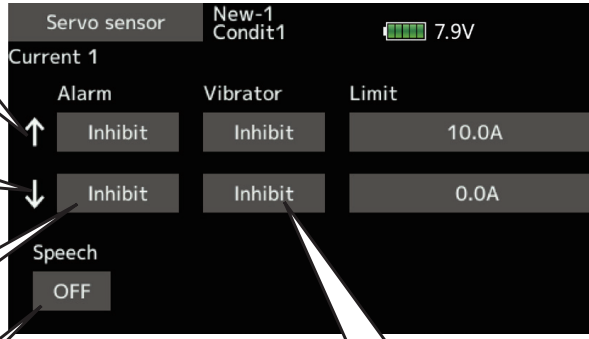 Servo sensor
New-1
Condit1
7.9V
Current 1
Alarm Vibrator Limit
↑ Inhibit Inhibit 10.0A
↓ Inhibit Inhibit 0.0A
Speech
OFF